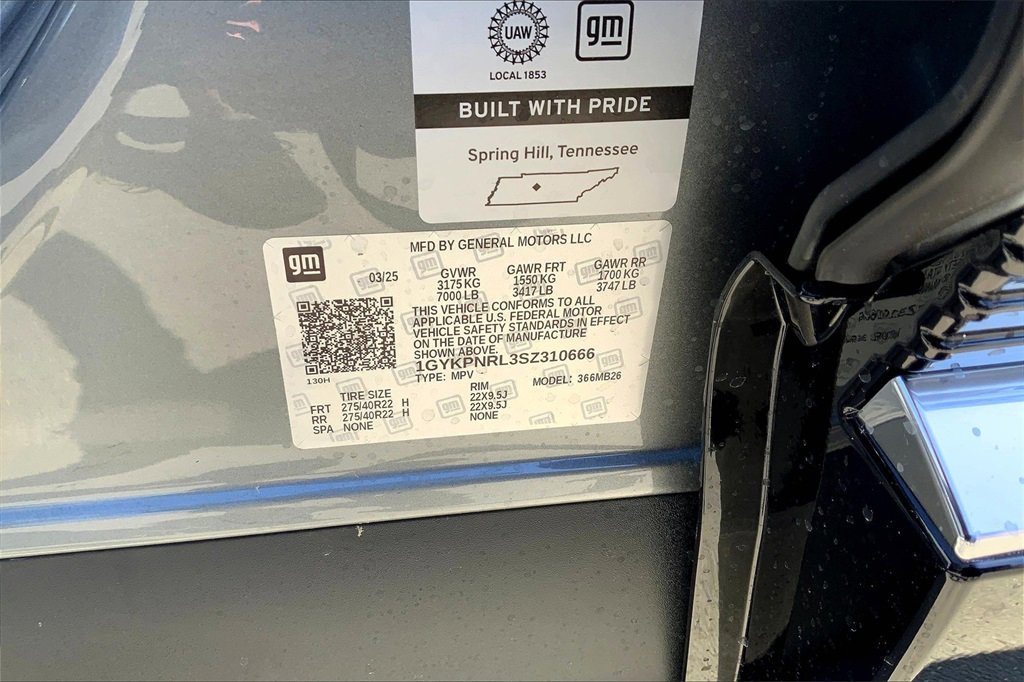 UAW
gm
LOCAL 1853
BUILT WITH PRIDE
Spring Hill, Tennessee
gm
MFD BY GENERAL MOTORS LLC
03/25
GVWR
3175 KG
7000 LB
GAWR FRT
1550 KG
3417 LB
GAWR RR
1700 KG
3747 LB
THIS VEHICLE CONFORMS TO ALL
APPLICABLE U.S. FEDERAL MOTOR
VEHICLE SAFETY STANDARDS IN EFFECT
ON THE DATE OF MANUFACTURE
SHOWN ABOVE.
1GYKPNRL3SZ310666
TYPE: MPV
MODEL: 366MB26
130H
TIRE SIZE RIM
FRT 275/40R22 H 22X9.5J
RR 275/40R22 H 22X9.5J
SPA NONE NONE